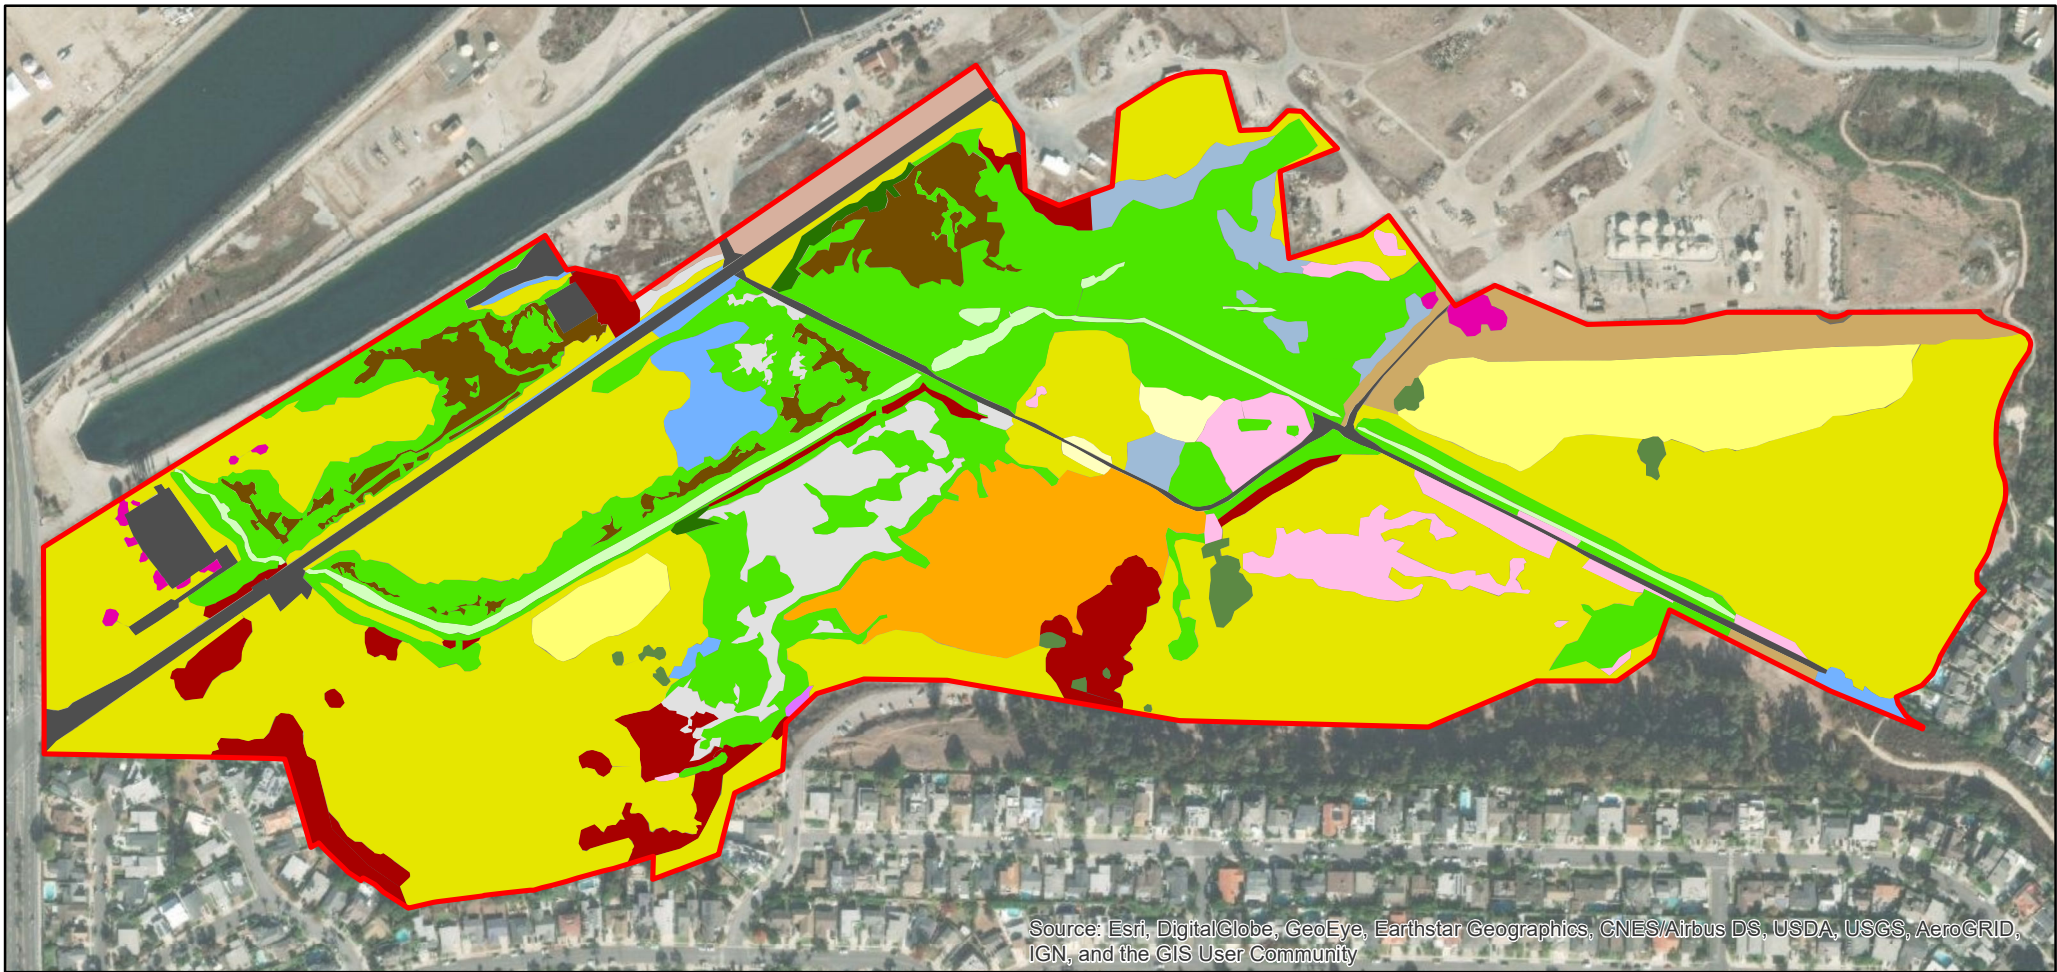 Source: Esri, DigitalGlobe, GeoEye, Earthstar Geographics, CNES/Airbus DS, USDA, USGS, AeroGRID,
IGN, and the GIS User Community